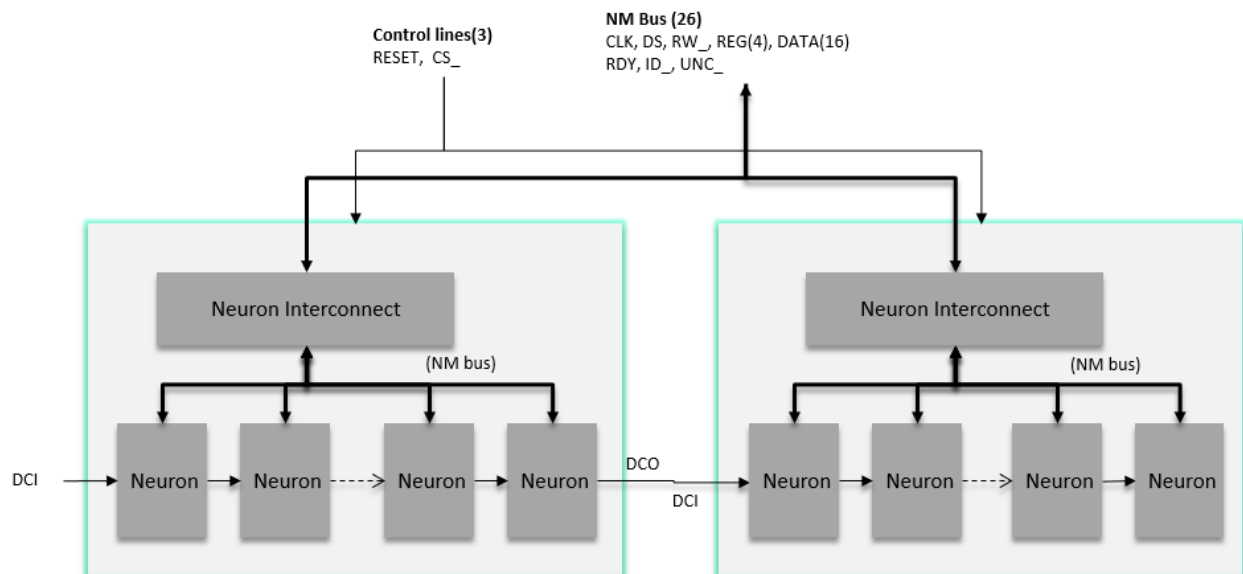 Control lines(3)
RESET, CS_
NM Bus (26)
CLK, DS, RW_, REG(4), DATA(16)
RDY, ID_, UNC_
Neuron Interconnect
Neuron Interconnect
(NM bus)
(NM bus)
DCI
Neuron
Neuron
Neuron
Neuron
DCO
DCI
Neuron
Neuron
Neuron
Neuron